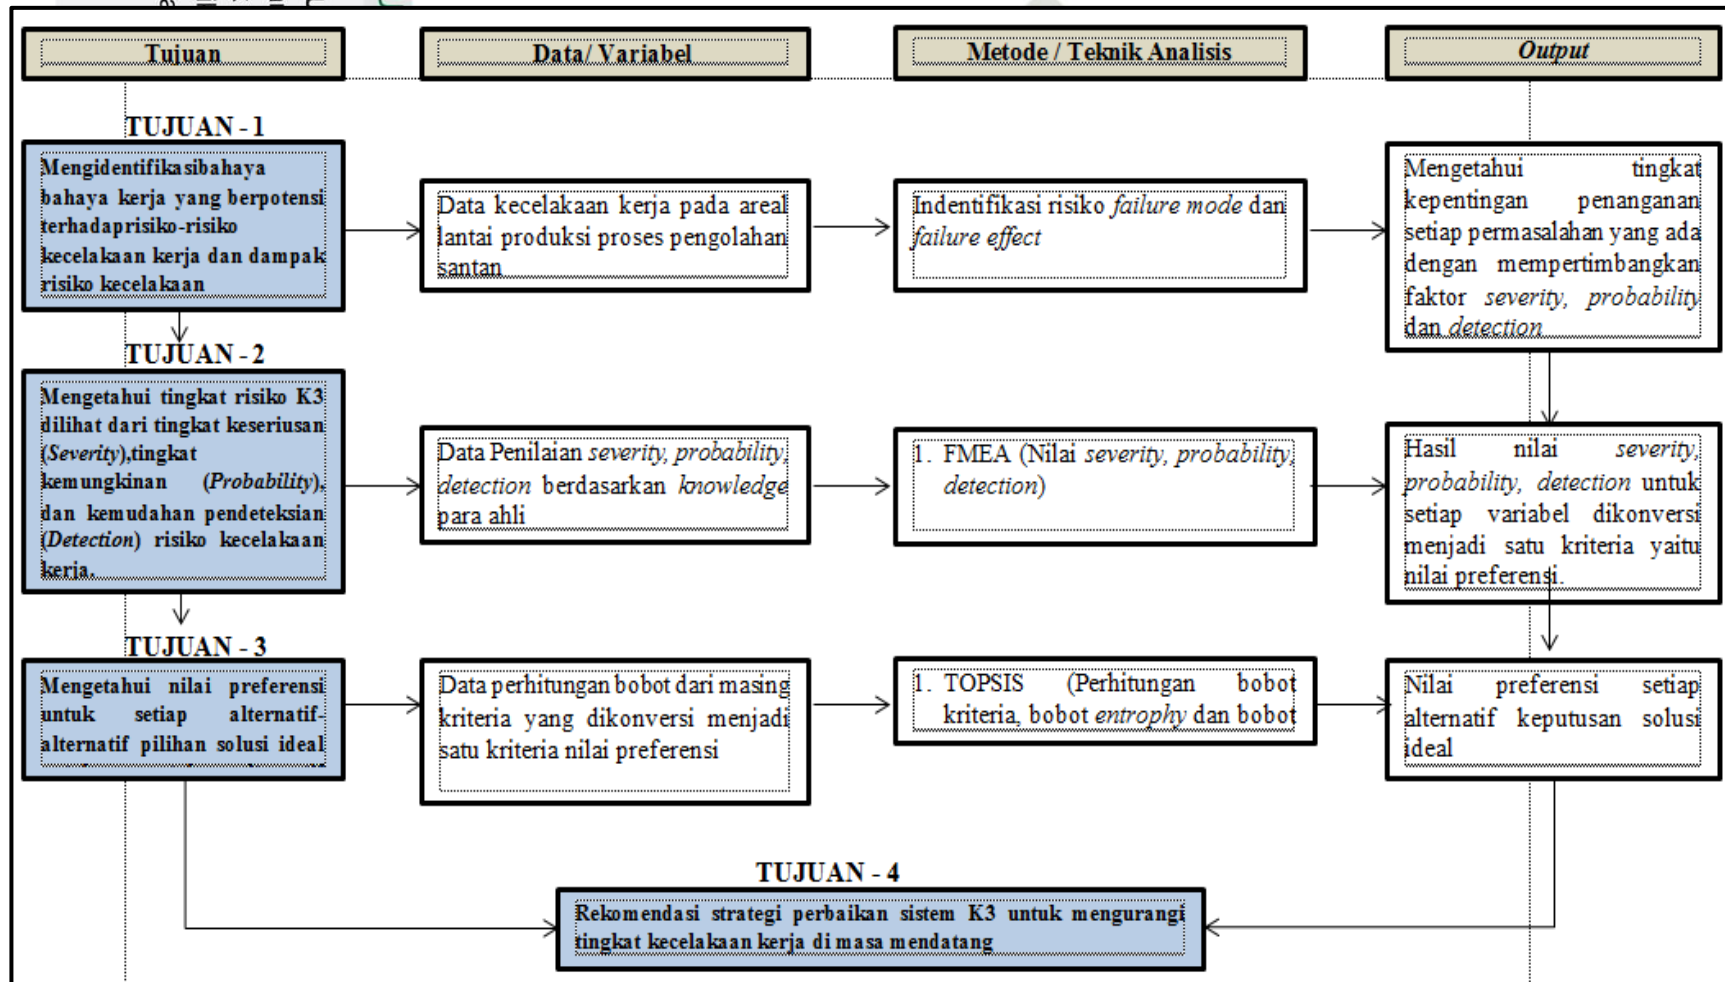 Tujuan
Data/ Variabel
Metode / Teknik Analisis
Output
TUJUAN - 1
Mengidentifikasibahaya
bahaya kerja yang berpotensi
terhadaprisiko-risiko
kecelakaan kerja dan dampak
risiko kecelakaan
Data kecelakaan kerja pada areal
lantai produksi proses pengolahan
santan
Indentifikasi risiko failure mode dan
failure effect
Mengetahui tingkat
kepentingan penanganan
setiap permasalahan yang ada
dengan mempertimbangkan
faktor severity, probability
dan detection
TUJUAN - 2
Mengetahui tingkat risiko K3
dilihat dari tingkat keseriusan
(Severity),tingkat
kemungkinan (Probability),
dan kemudahan pendeteksian
(Detection) risiko kecelakaan
kerja.
Data Penilaian severity, probability,
detection berdasarkan knowledge
para ahli
1. FMEA (Nilai severity, probability,
detection)
Hasil nilai severity,
probability, detection untuk
setiap variabel dikonversi
menjadi satu kriteria yaitu
nilai preferensi.
TUJUAN - 3
Mengetahui nilai preferensi
untuk setiap alternatif-
alternatif pilihan solusi ideal
Data perhitungan bobot dari masing
kriteria yang dikonversi menjadi
satu kriteria nilai preferensi
1. TOPSIS (Perhitungan bobot
kriteria, bobot entrophy dan bobot
Nilai preferensi setiap
alternatif keputusan solusi
ideal
TUJUAN - 4
Rekomendasi strategi perbaikan sistem K3 untuk mengurangi
tingkat kecelakaan kerja di masa mendatang